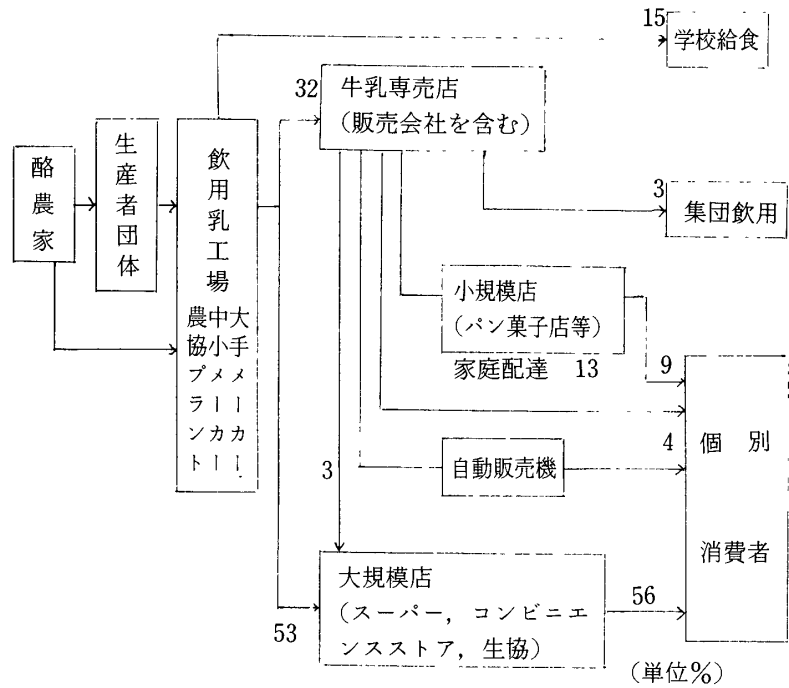 15
学校給食
32
牛乳専売店
(販売会社を含む)
酪農家
生産者団体
飲用乳工場
大手メーカー
中小メーカー
農協プラント
3
集団飲用
小規模店
(パン菓子店等)
家庭配達 13
9
4
自動販売機
個別
消費者
3
大規模店
(スーパー,コンビニエ
ンスストア,生協)
53
56
(単位%)